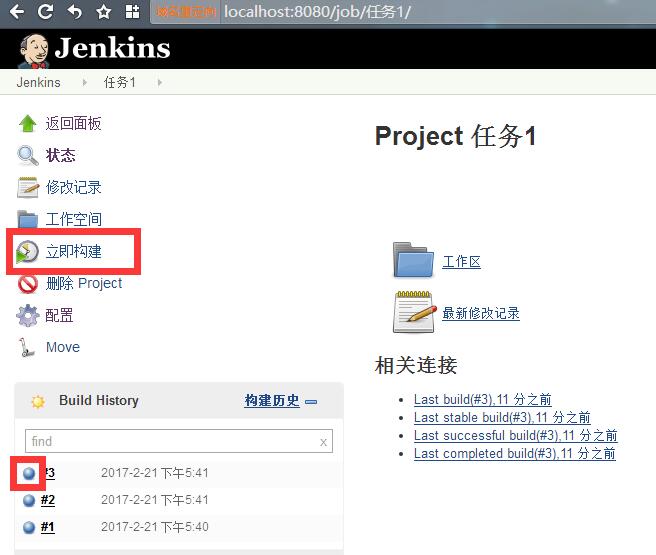 域名重定向 localhost:8080/job/任务1/
Jenkins
Jenkins 任务1
返回面板
状态
修改记录
工作空间
立即构建
删除 Project
配置
Move
Build History 构建历史
find x
#3 2017-2-21 下午5:41
#2 2017-2-21 下午5:41
#1 2017-2-21 下午5:40
Project 任务1
工作区
最新修改记录
相关连接
Last build(#3),11 分之前
Last stable build(#3),11 分之前
Last successful build(#3),11 分之前
Last completed build(#3),11 分之前